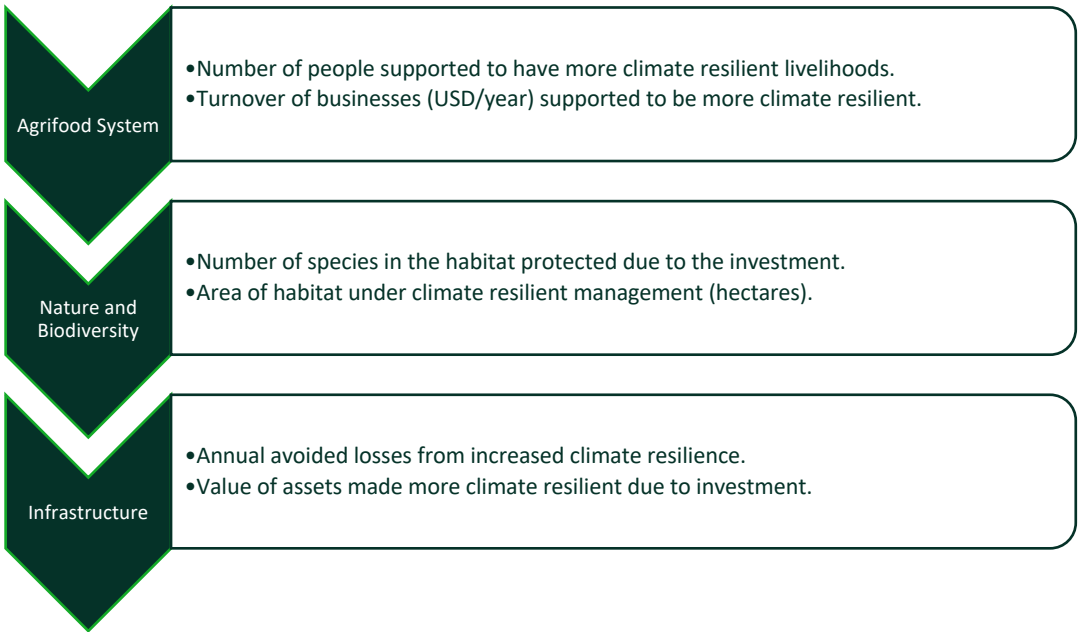 Agrifood System
•Number of people supported to have more climate resilient livelihoods.
•Turnover of businesses (USD/year) supported to be more climate resilient.
Nature and
Biodiversity
•Number of species in the habitat protected due to the investment.
•Area of habitat under climate resilient management (hectares).
Infrastructure
•Annual avoided losses from increased climate resilience.
•Value of assets made more climate resilient due to investment.